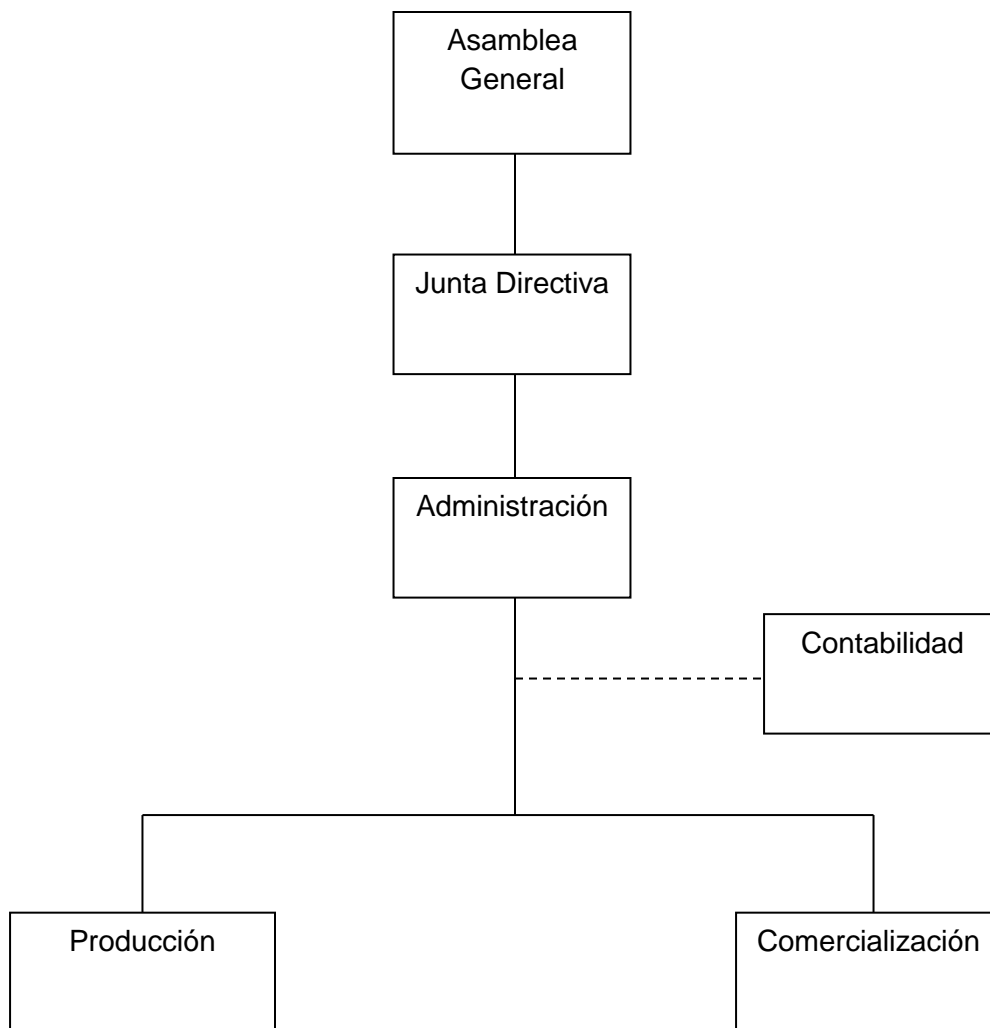 Asamblea
General
Junta Directiva
Administración
Contabilidad
Producción
Comercialización